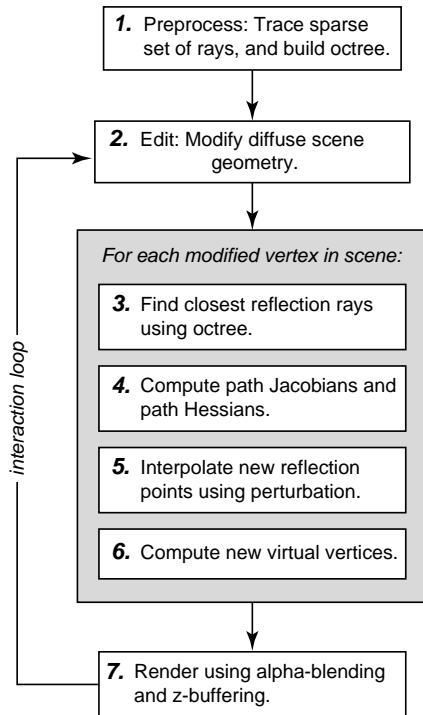 1. Preprocess: Trace sparse
set of rays, and build octree.
2. Edit: Modify diffuse scene
geometry.
For each modified vertex in scene:
3. Find closest reflection rays
using octree.
4. Compute path Jacobians and
path Hessians.
5. Interpolate new reflection
points using perturbation.
6. Compute new virtual vertices.
7. Render using alpha-blending
and z-buffering.
interaction loop